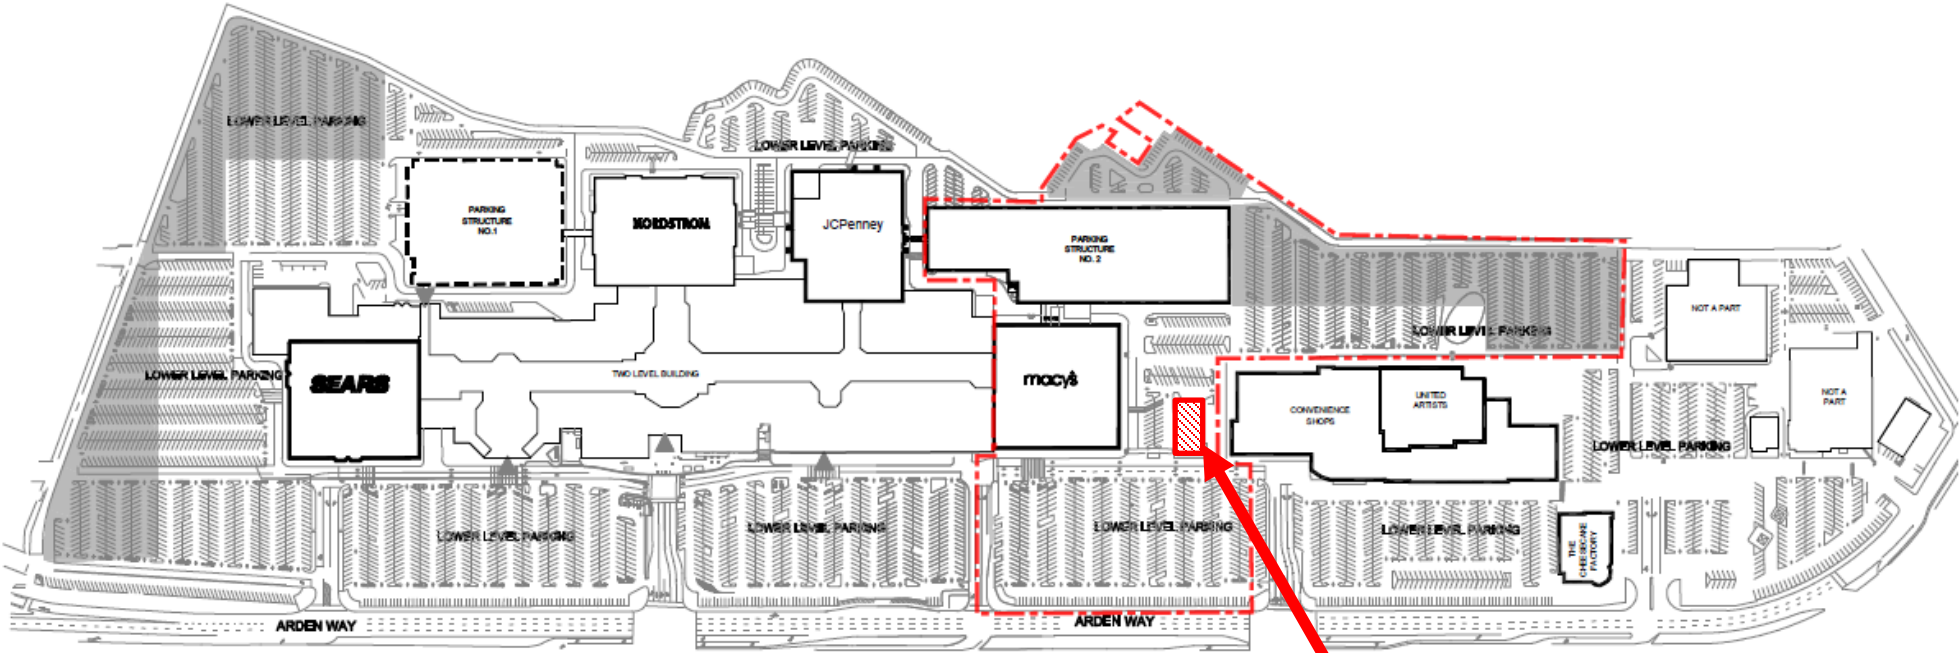 LOWER LEVEL PARKING
LOWER LEVEL PARKING
PARKING
STRUCTURE
NO.1
NORDSTROM
JCPenney
PARKING
STRUCTURE
NO. 2
NOT A PART
LOWER LEVEL PARKING
LOWER LEVEL PARKING
SEARS
TWO LEVEL BUILDING
macy's
CONVENIENCE
SHOPS
UNITED
ARTISTS
NOT A
PART
LOWER LEVEL PARKING
LOWER LEVEL PARKING
LOWER LEVEL PARKING
LOWER LEVEL PARKING
LOWER LEVEL PARKING
THE
CHEESECAKE
FACTORY
ARDEN WAY
ARDEN WAY